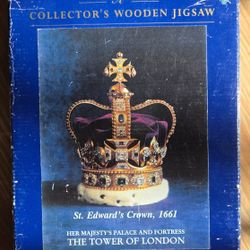 A
COLLECTOR'S WOODEN JIGSAW
St. Edward's Crown, 1661
HER MAJESTY'S PALACE AND FORTRESS
THE TOWER OF LONDON